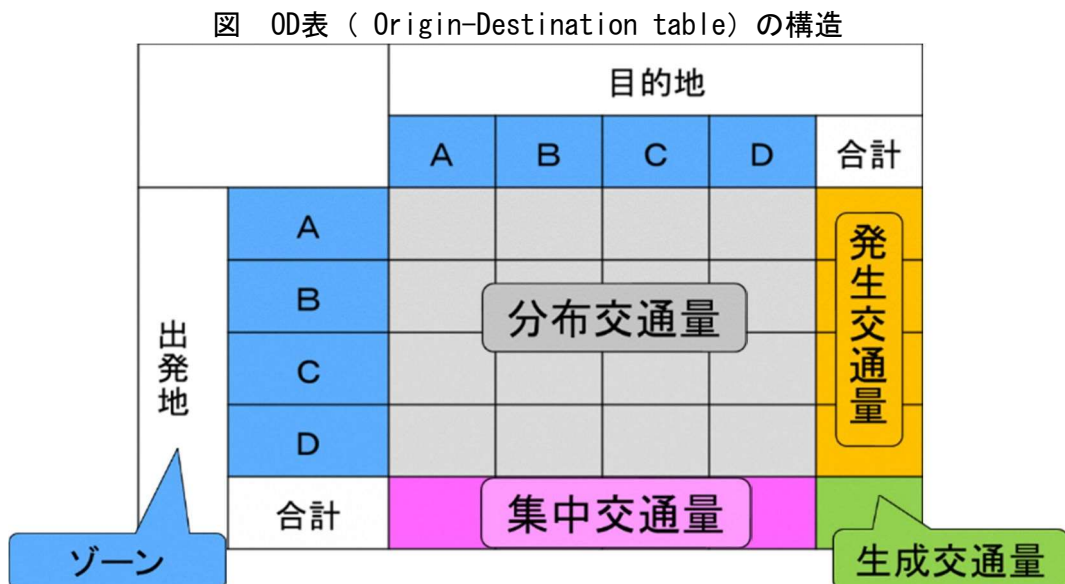 図 OD表 ( Origin-Destination table) の構造
目的地
A B C D 合計
出発地
A
B
C
D
合計
分布交通量
発生交通量
集中交通量
ゾーン
生成交通量